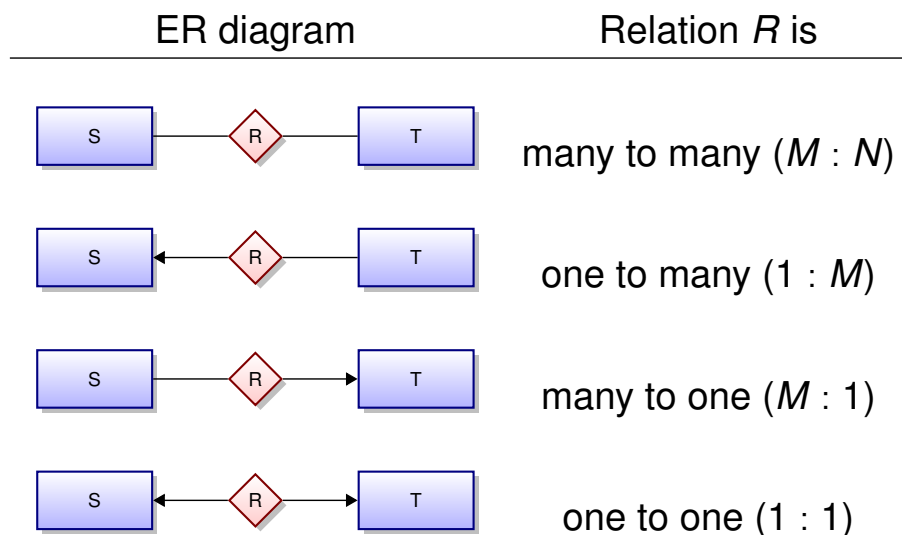 ER diagram Relation R is
S R T many to many (M : N)
S R T one to many (1 : M)
S R T many to one (M : 1)
S R T one to one (1 : 1)